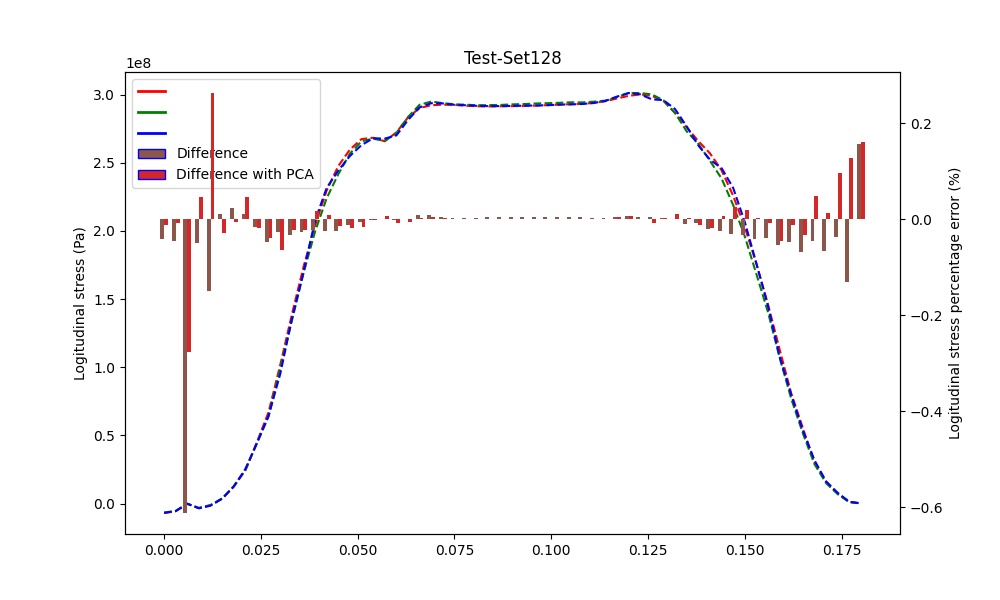 Test-Set128
1e8
3.0
2.5
2.0
1.5
1.0
0.5
0.0
Logitudinal stress (Pa)
Difference
Difference with PCA
0.2
0.0
−0.2
−0.4
−0.6
Logitudinal stress percentage error (%)
0.000 0.025 0.050 0.075 0.100 0.125 0.150 0.175